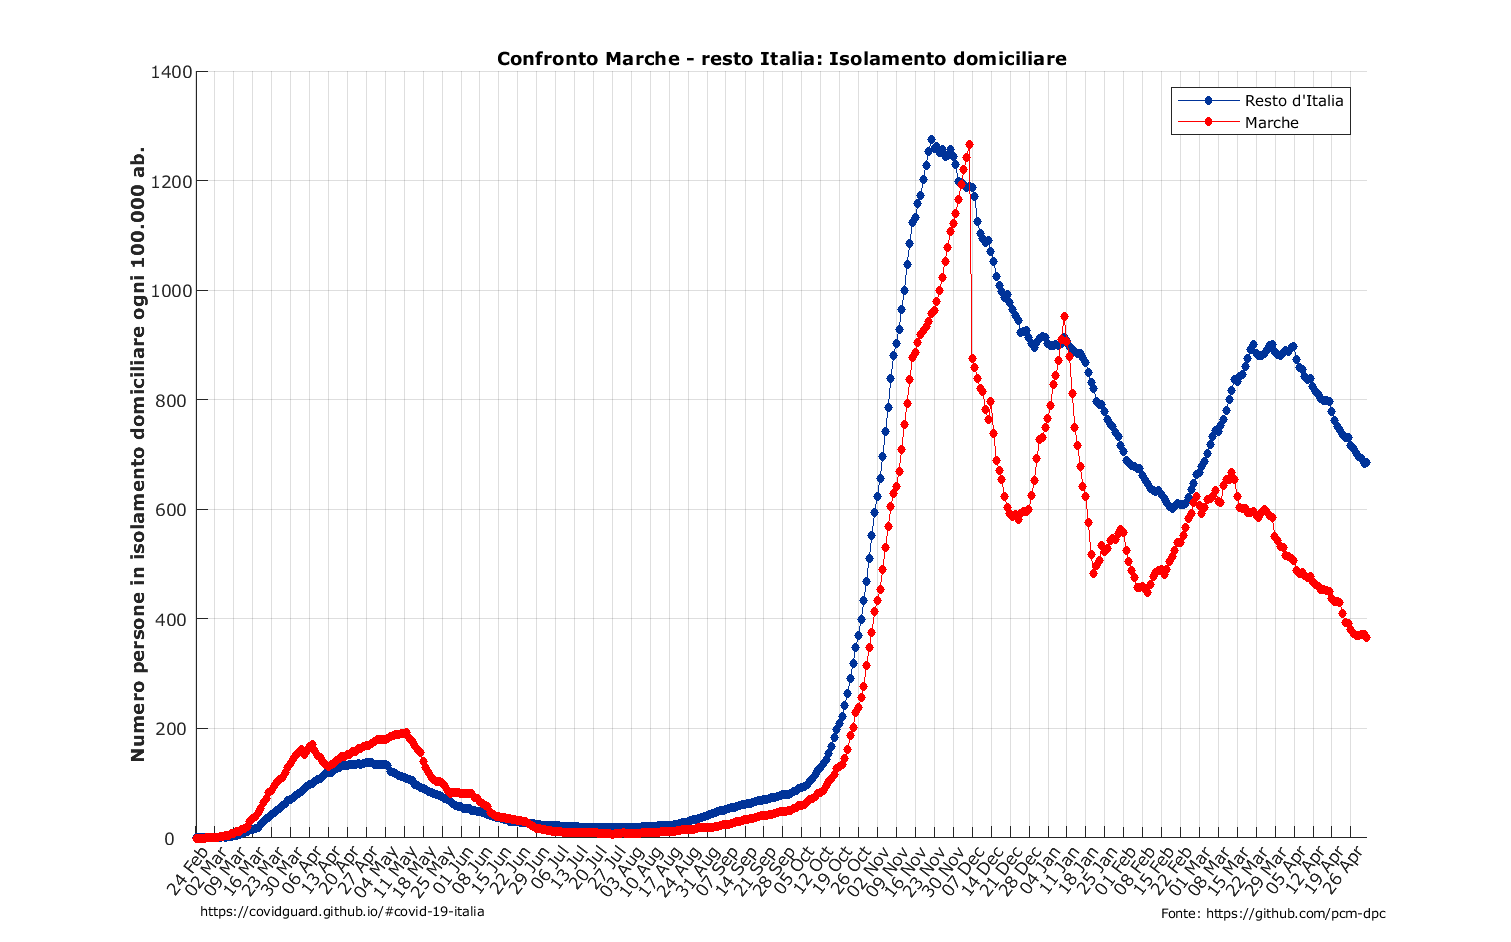 Confronto Marche - resto Italia: Isolamento domiciliare
Resto d'Italia
Marche
Numero persone in isolamento domiciliare ogni 100.000 ab.
1400
1200
1000
800
600
400
200
0
24 Feb
02 Mar
09 Mar
16 Mar
23 Mar
30 Mar
06 Apr
13 Apr
20 Apr
27 Apr
04 May
11 May
18 May
25 May
01 Jun
08 Jun
15 Jun
22 Jun
29 Jun
06 Jul
13 Jul
20 Jul
27 Jul
03 Aug
10 Aug
17 Aug
24 Aug
31 Aug
07 Sep
14 Sep
21 Sep
28 Sep
05 Oct
12 Oct
19 Oct
26 Oct
02 Nov
09 Nov
16 Nov
23 Nov
30 Nov
07 Dec
14 Dec
21 Dec
28 Dec
04 Jan
11 Jan
18 Jan
25 Jan
01 Feb
08 Feb
15 Feb
22 Feb
01 Mar
08 Mar
15 Mar
22 Mar
29 Mar
05 Apr
12 Apr
19 Apr
26 Apr
https://covidguard.github.io/#covid-19-italia
Fonte: https://github.com/pcm-dpc